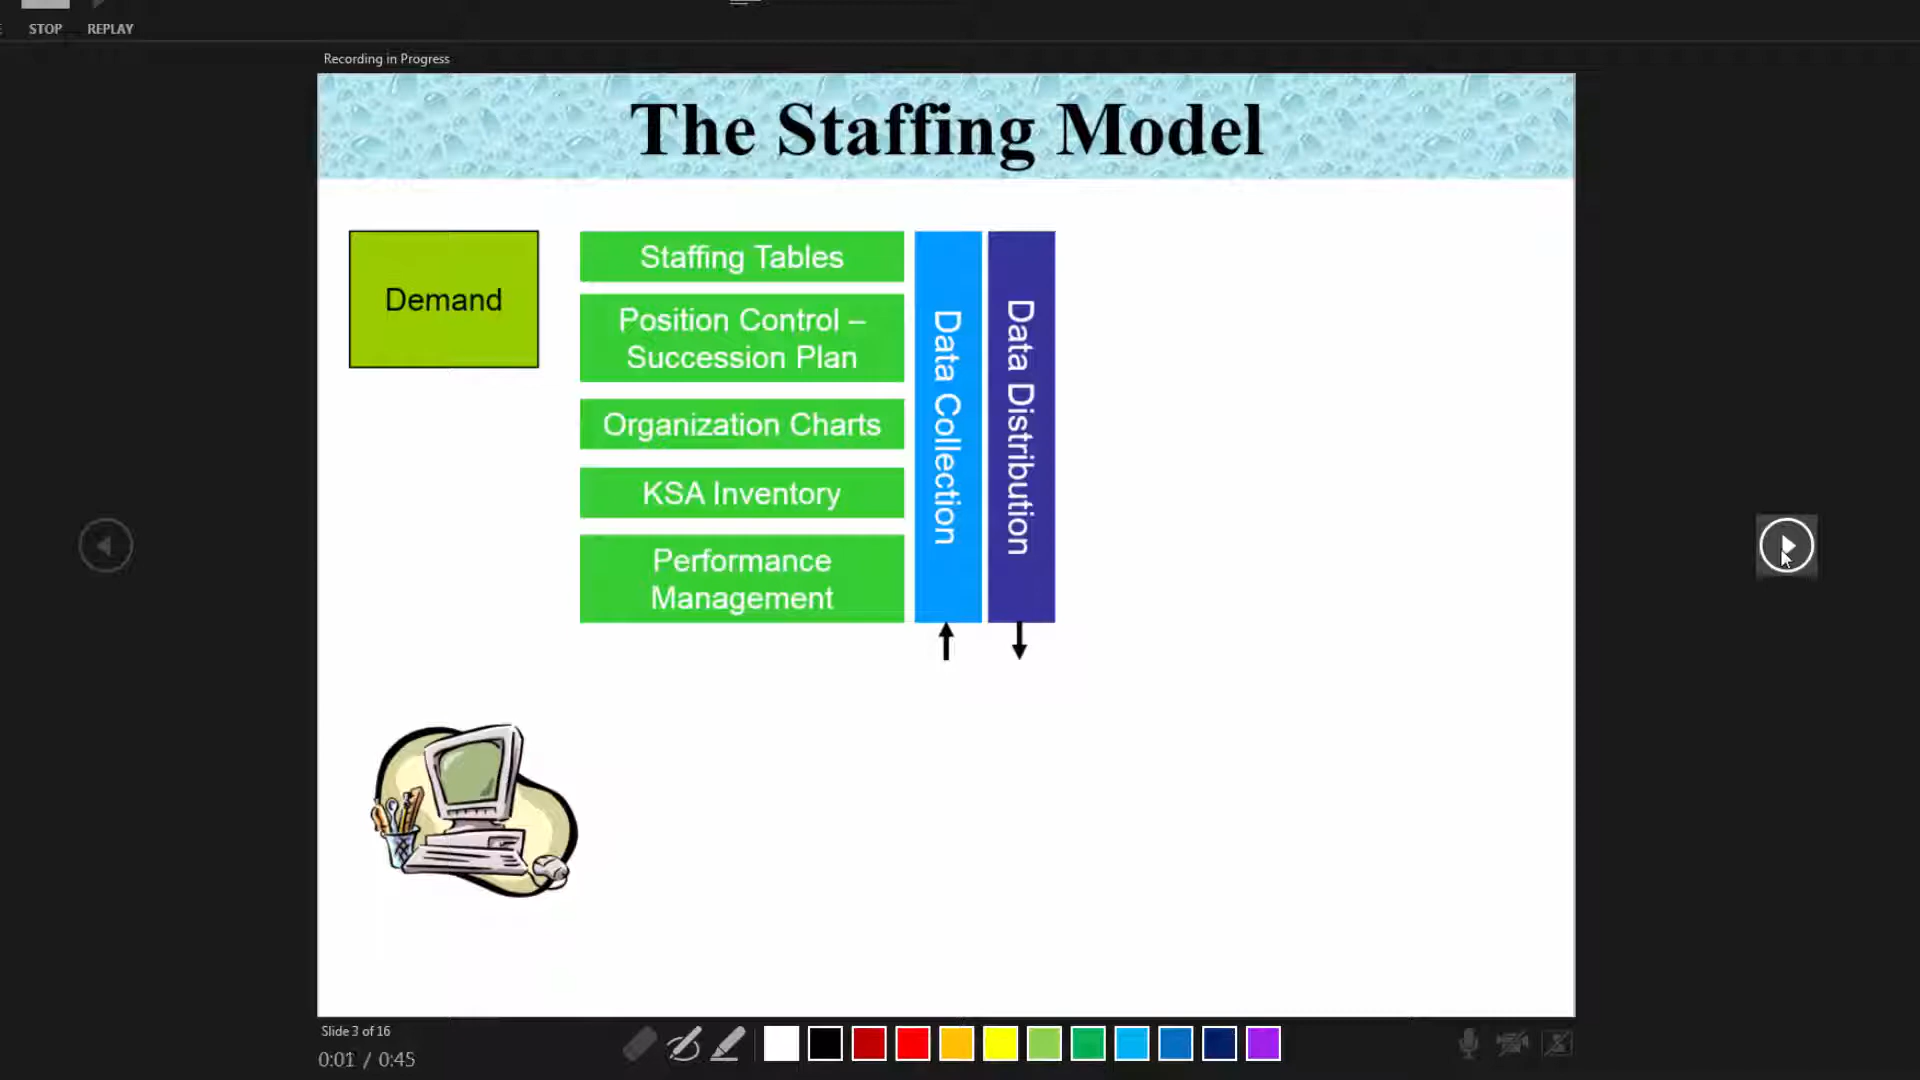 STOP
REPLAY
Recording in Progress
The Staffing Model
Demand
Staffing Tables
Position Control –
Succession Plan
Organization Charts
KSA Inventory
Performance
Management
Data Collection
Data Distribution
Slide 3 of 16
0:01 / 0:45